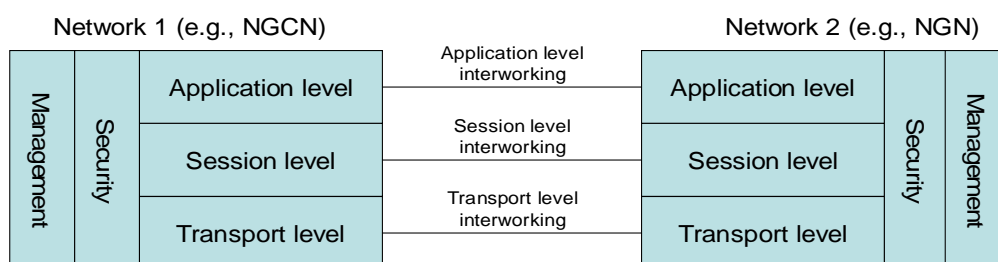 Network 1 (e.g., NGCN)
Network 2 (e.g., NGN)
Management
Security
Application level
Session level
Transport level
Application level
interworking
Session level
interworking
Transport level
interworking
Application level
Session level
Transport level
Security
Management